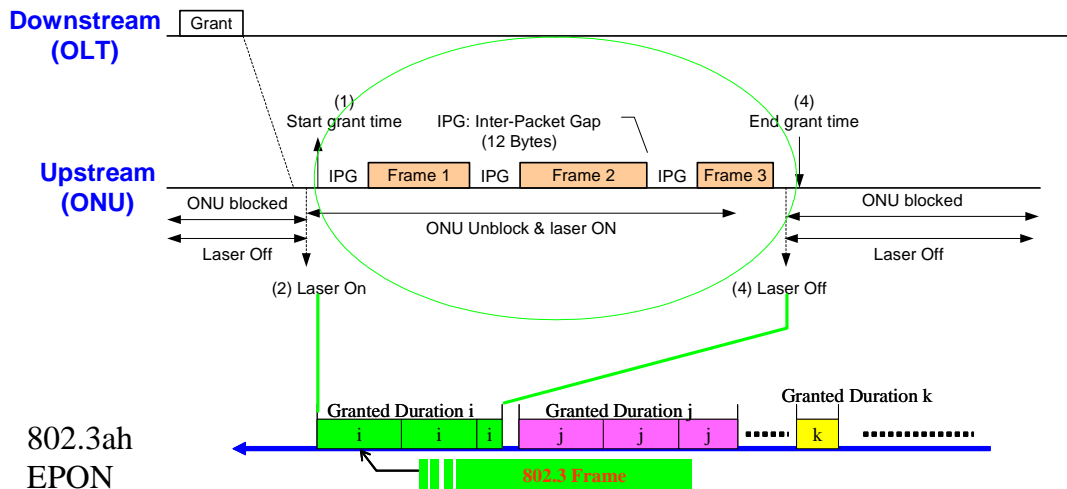 Downstream
(OLT)
Grant
(1)
Start grant time
IPG: Inter-Packet Gap
(12 Bytes)
(4)
End grant time
Upstream
(ONU)
IPG
Frame 1
IPG
Frame 2
IPG
Frame 3
ONU blocked
ONU Unblock & laser ON
ONU blocked
Laser Off
Laser Off
(2) Laser On
(4) Laser Off
Granted Duration i
Granted Duration j
Granted Duration k
i
i
i
j
j
j
k
802.3ah
EPON
802.3 Frame